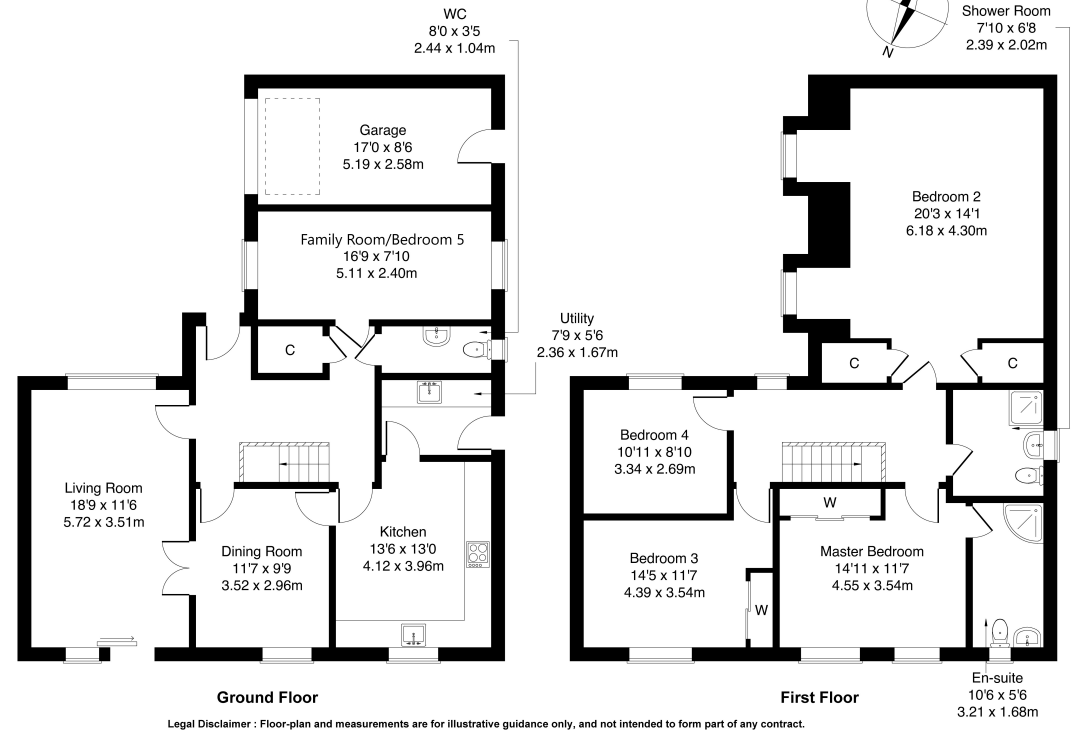 WC
8'0 x 3'5
2.44 x 1.04m
N
Shower Room
7'10 x 6'8
2.39 x 2.02m
Garage
17'0 x 8'6
5.19 x 2.58m
Family Room/Bedroom 5
16'9 x 7'10
5.11 x 2.40m
Bedroom 2
20'3 x 14'1
6.18 x 4.30m
Utility
7'9 x 5'6
2.36 x 1.67m
C
C
C
Living Room
18'9 x 11'6
5.72 x 3.51m
Dining Room
11'7 x 9'9
3.52 x 2.96m
Kitchen
13'6 x 13'0
4.12 x 3.96m
Bedroom 4
10'11 x 8'10
3.34 x 2.69m
W
Bedroom 3
14'5 x 11'7
4.39 x 3.54m
W
Master Bedroom
14'11 x 11'7
4.55 x 3.54m
En-suite
10'6 x 5'6
3.21 x 1.68m
Ground Floor
First Floor
Legal Disclaimer : Floor-plan and measurements are for illustrative guidance only, and not intended to form part of any contract.